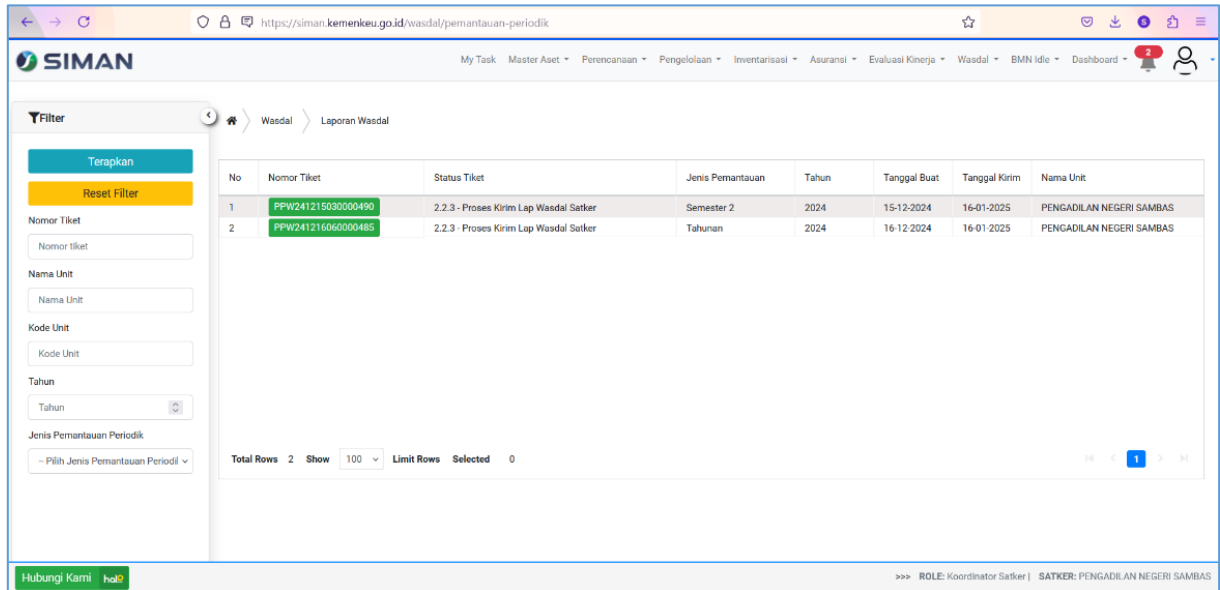 https://siman.kemenkeu.go.id/wasdal/pemantauan-periodik
S
SIMAN
My Task Master Aset Perencanaan Pengelolaan Inventarisasi Asuransi Evaluasi Kinerja Wasdal BMN Idle Dashboard 2
Filter
Wasdal Laporan Wasdal
Terapkan
Reset Filter
Nomor Tiket
Nomor tiket
Nama Unit
Nama Unit
Kode Unit
Kode Unit
Tahun
Tahun
Jenis Pemantauan Periodik
-- Pilih Jenis Pemantauan Periodil
No Nomor Tiket Status Tiket Jenis Pemantauan Tahun Tanggal Buat Tanggal Kirim Nama Unit
1 PPW241215030000490 2.2.3 - Proses Kirim Lap Wasdal Satker Semester 2 2024 15-12-2024 16-01-2025 PENGADILAN NEGERI SAMBAS
2 PPW241216060000485 2.2.3 - Proses Kirim Lap Wasdal Satker Tahunan 2024 16-12-2024 16-01-2025 PENGADILAN NEGERI SAMBAS
Total Rows 2 Show 100 Limit Rows Selected 0
1
Hubungi Kami halo
>>> ROLE: Koordinator Satker | SATKER: PENGADILAN NEGERI SAMBAS